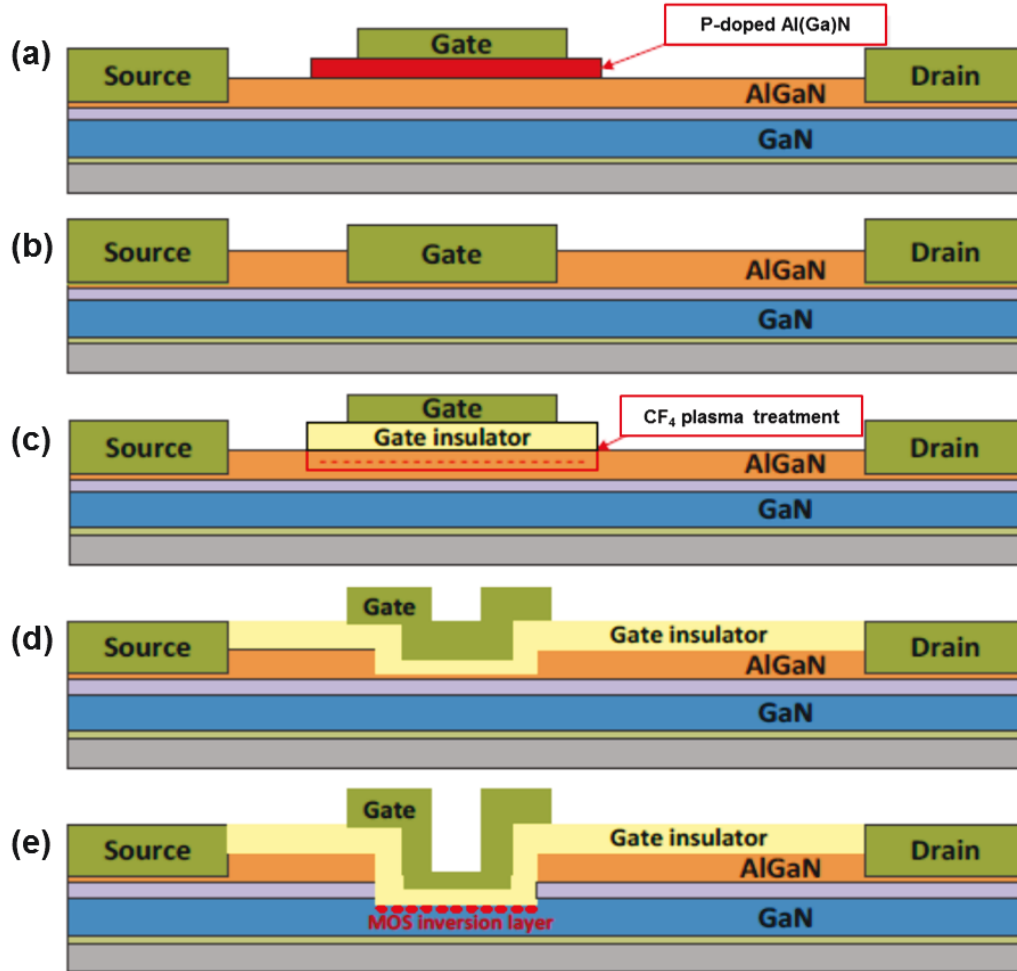 (a)
P-doped Al(Ga)N
Gate
Source
AlGaN
Drain
GaN
(b)
Source
Gate
AlGaN
Drain
GaN
(c)
Gate
CF₄ plasma treatment
Source
Gate insulator
AlGaN
Drain
GaN
(d)
Gate
Source
Gate insulator
AlGaN
Drain
GaN
(e)
Gate
Source
Gate insulator
AlGaN
Drain
GaN
MOS inversion layer